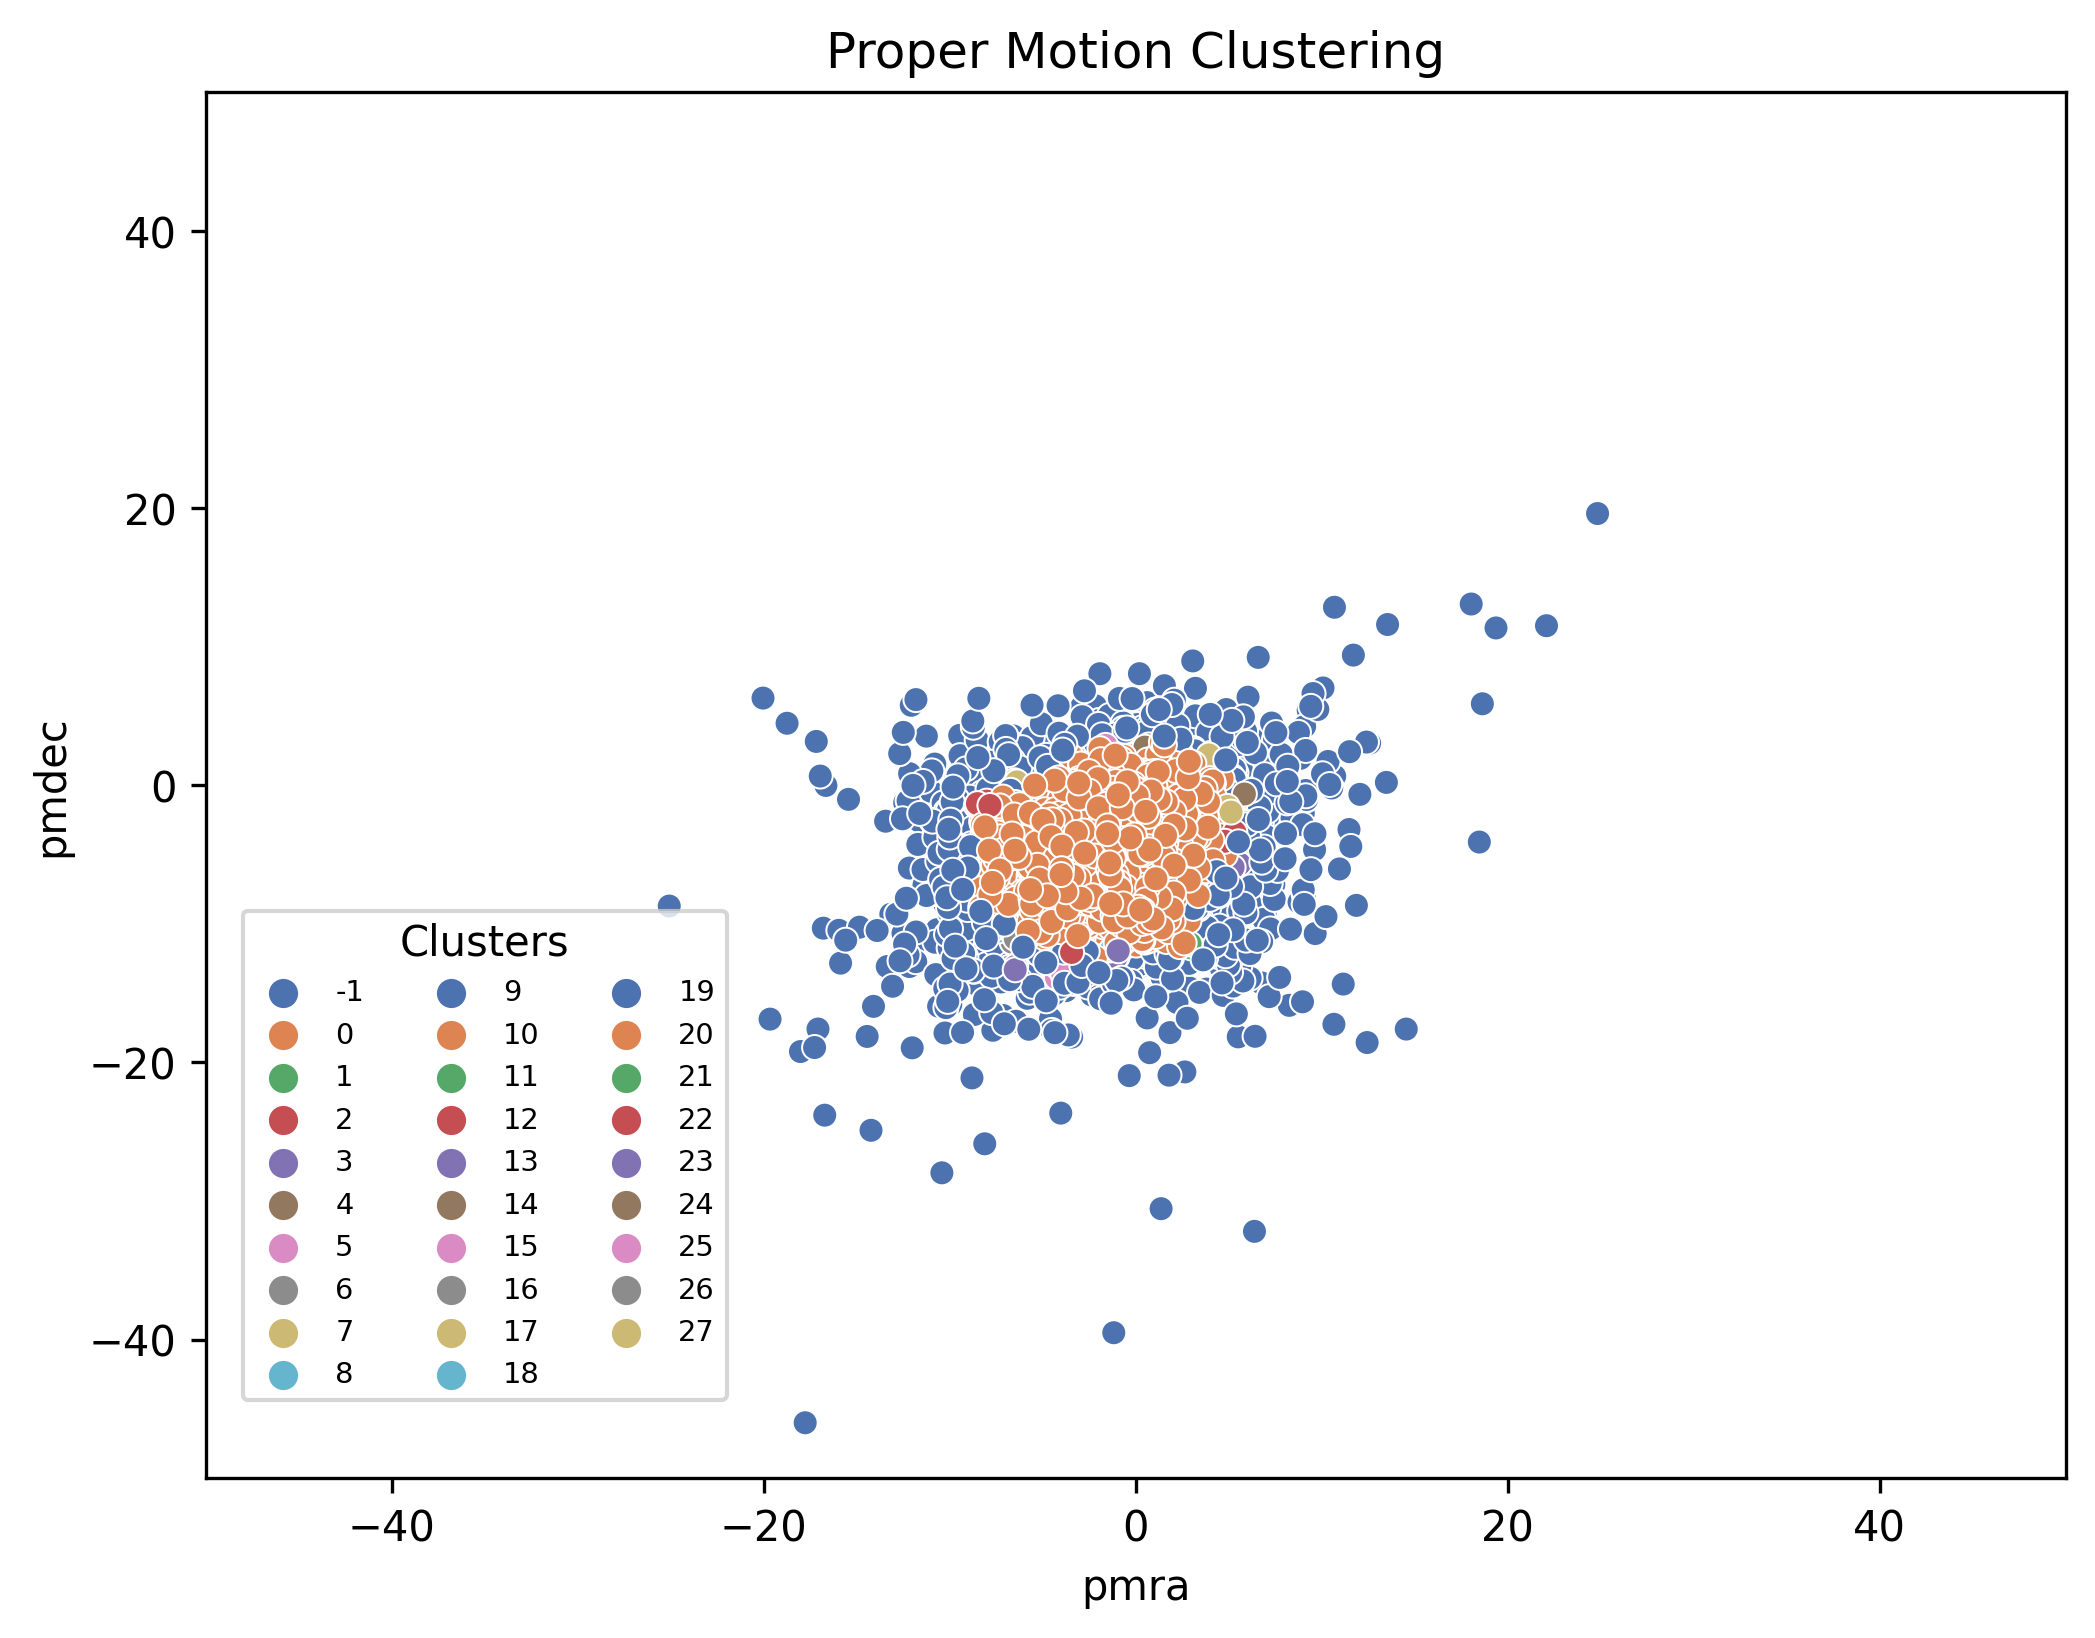 Proper Motion Clustering
40
20
0
−20
−40
pmdec
Clusters
-1 9 19
0 10 20
1 11 21
2 12 22
3 13 23
4 14 24
5 15 25
6 16 26
7 17 27
8 18
−40 −20 0 20 40
pmra